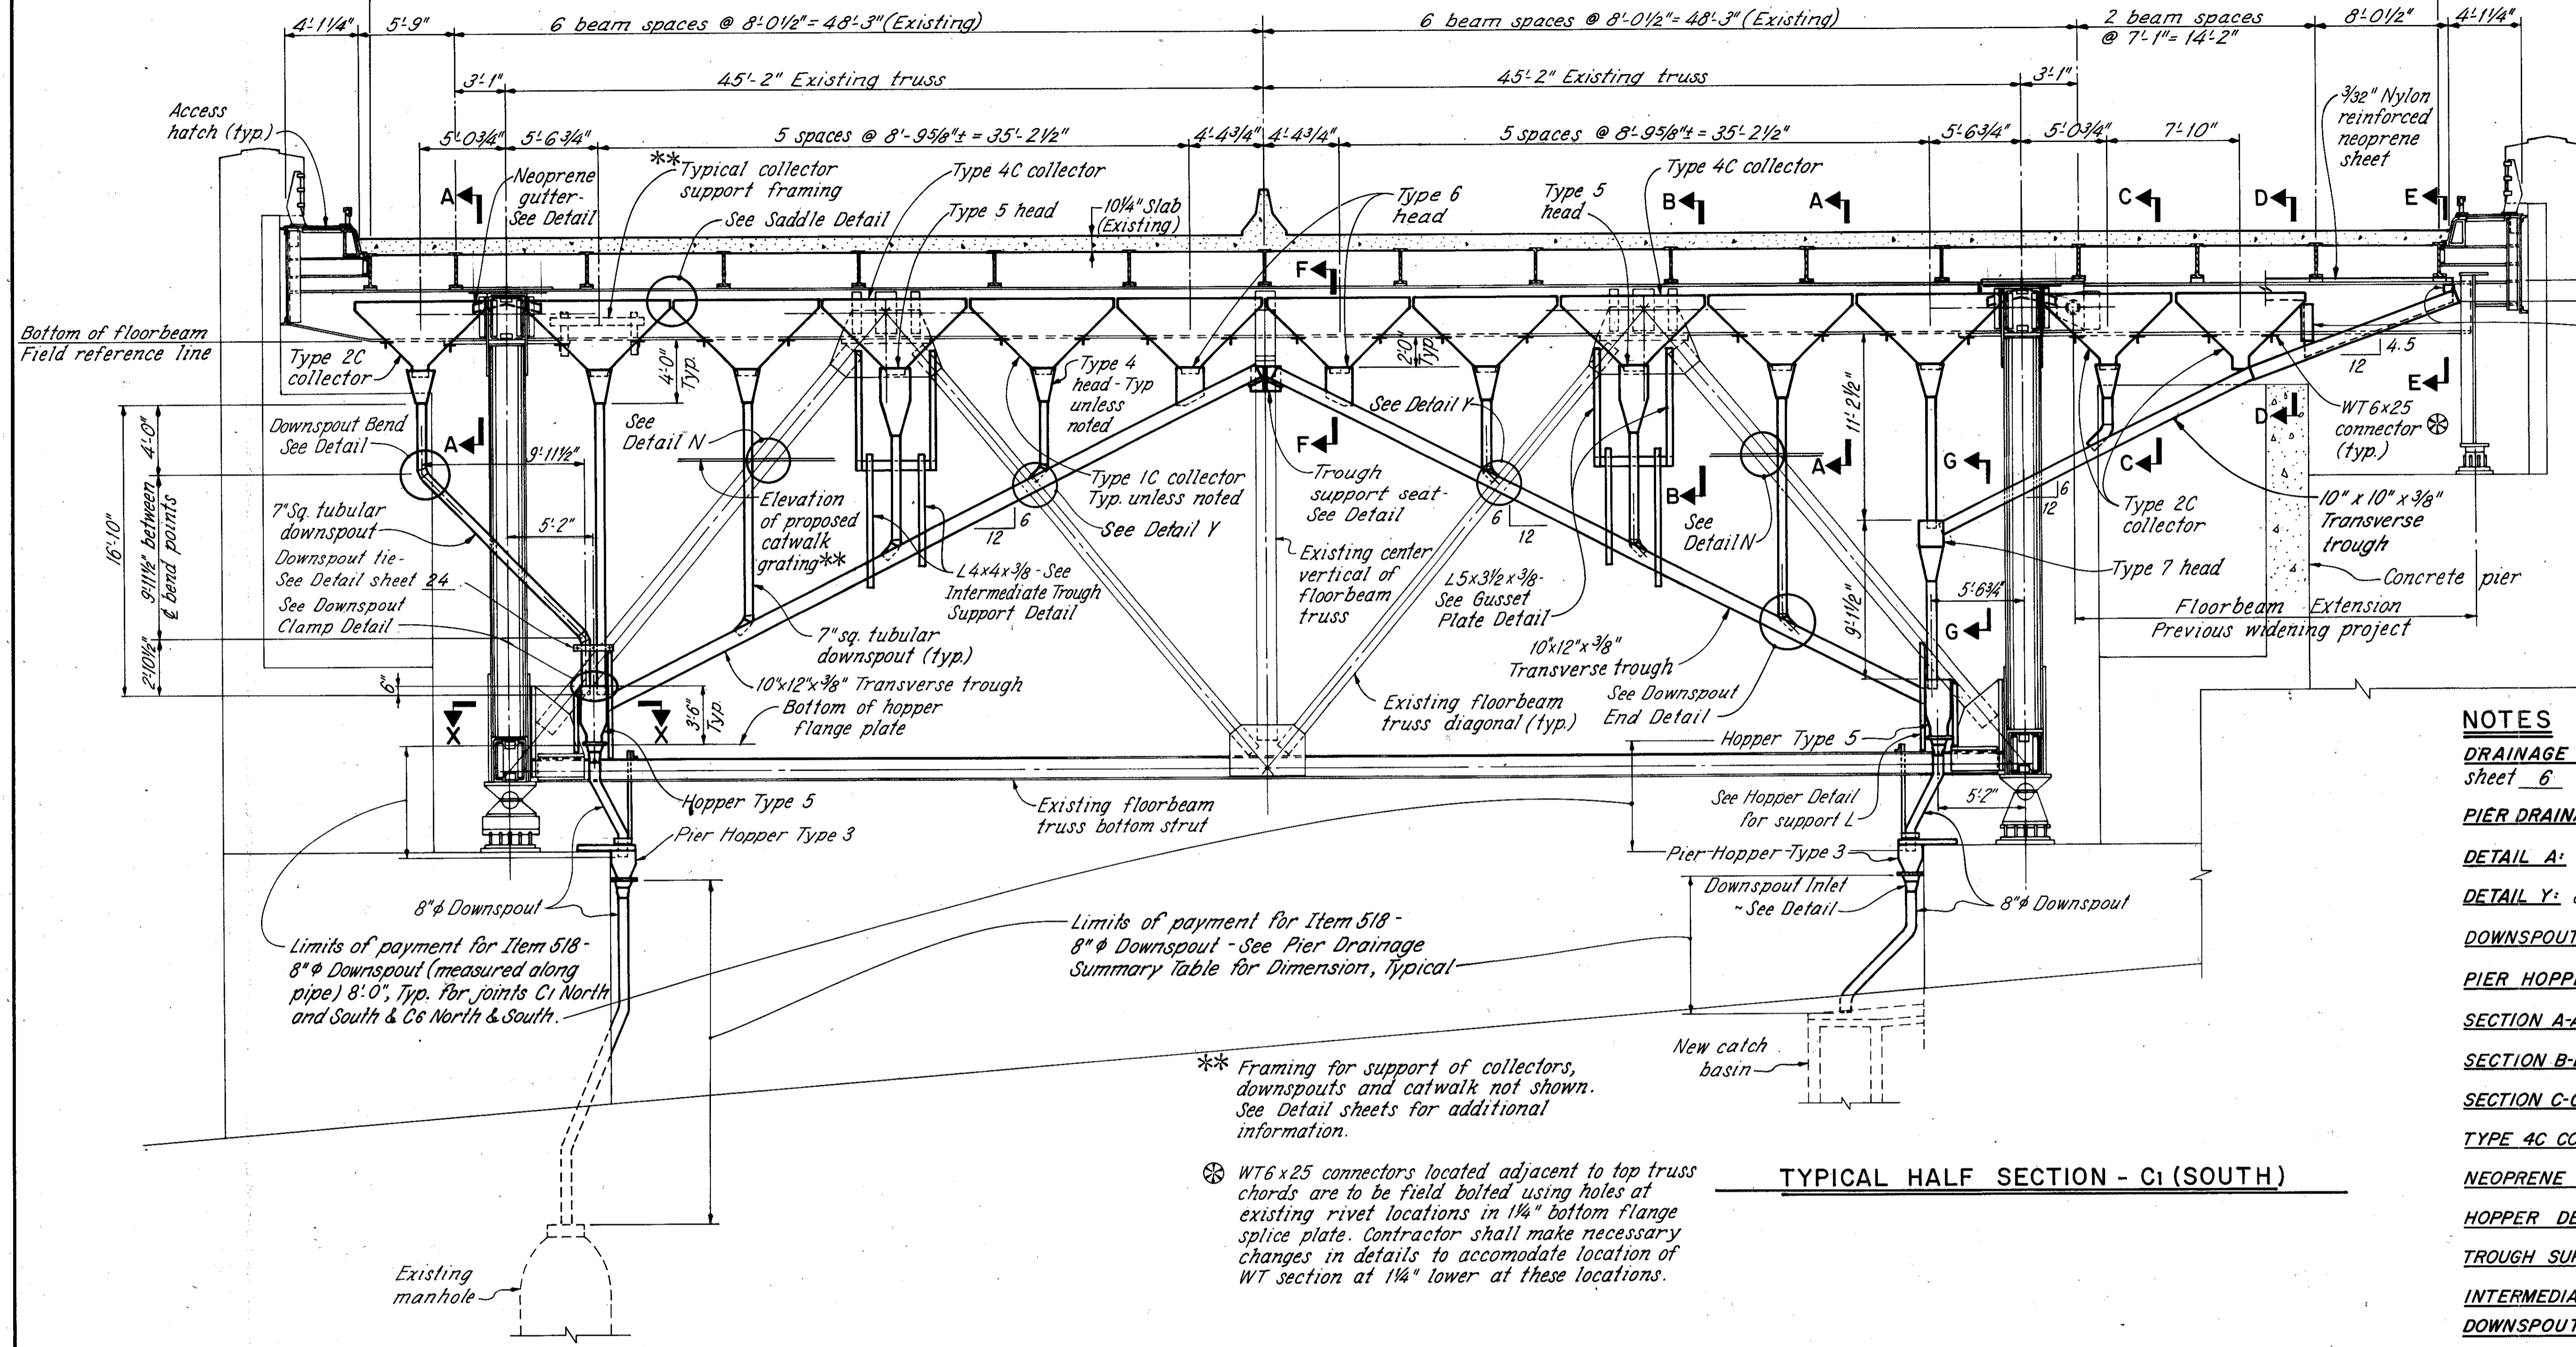 4'-1 1/4"
5'-9"
6 beam spaces @ 8'-0 1/2" = 48'-3" (Existing)
6 beam spaces @ 8'-0 1/2" = 48'-3" (Existing)
2 beam spaces
@ 7'-1" = 14'-2"
8'-0 1/2"
4'-1 1/4"
3'-1"
45'-2" Existing truss
45'-2" Existing truss
3'-1"
Access
hatch (typ.)
5'-0 3/4"
5'-6 3/4"
5 spaces @ 8'-9 5/8"± = 35'-2 1/2"
4'-4 3/4"
4'-4 3/4"
5 spaces @ 8'-9 5/8"± = 35'-2 1/2"
5'-6 3/4"
5'-0 3/4"
7'-10"
3/32" Nylon
reinforced
neoprene
sheet
Neoprene
gutter-
See Detail
** Typical collector
support framing
See Saddle Detail
Type 4C collector
Type 5 head
10 1/4" Slab
(Existing)
Type 6
head
Type 5
head
Type 4C collector
A
B
A
C
D
E
F
Bottom of floorbeam
Field reference line
Type 2C
collector
4'-0"
Typ.
Type 4
head - Typ
unless
noted
2'-0"
Typ.
See Detail Y
11'-2 1/2"
4.5
12
E
D
WT 6x25
connector ⊛
(typ.)
Downspout Bend
See Detail
A
9'-11 1/2"
See
Detail N
F
A
B
G
C
4'-0"
16'-10"
9'-11 1/2" between
℄ bend points
2'-10 1/2"
6"
7" Sq. tubular
downspout
5'-2"
Downspout tie-
See Detail sheet 24
See Downspout
Clamp Detail
Elevation
of proposed
catwalk
grating**
6
12
Type 1C collector
Typ. unless noted
See Detail Y
Trough
support seat-
See Detail
6
12
See
Detail N
6
12
Type 2C
collector
10" x 10" x 3/8"
Transverse
trough
L4x4x3/8 - See
Intermediate Trough
Support Detail
Existing center
vertical of
floorbeam
truss
L5x3 1/2x3/8-
See Gusset
Plate Detail
9'-1 1/2"
Type 7 head
Concrete pier
5'-6 3/4"
Floorbeam Extension
Previous widening project
G
7" sq. tubular
downspout (typ.)
10"x12"x3/8" Transverse trough
Bottom of hopper
flange plate
3'-6"
Typ.
X
X
10"x12"x3/8"
Transverse trough
Existing floorbeam
truss diagonal (typ.)
See Downspout
End Detail
Hopper Type 5
Hopper Type 5
Existing floorbeam
truss bottom strut
Pier Hopper Type 3
See Hopper Detail
for support L
5'-2"
Pier Hopper Type 3
8"ϕ Downspout
Downspout Inlet
~ See Detail
8"ϕ Downspout
Limits of payment for Item 518 -
8"ϕ Downspout (measured along
pipe) 8'-0", Typ. for joints C1 North
and South & C6 North & South.
Limits of payment for Item 518 -
8"ϕ Downspout - See Pier Drainage
Summary Table for Dimension, Typical
New catch
basin
** Framing for support of collectors,
downspouts and catwalk not shown.
See Detail sheets for additional
information.
⊛ WT6x25 connectors located adjacent to top truss
chords are to be field bolted using holes at
existing rivet locations in 1 1/4" bottom flange
splice plate. Contractor shall make necessary
changes in details to accomodate location of
WT section at 1 1/4" lower at these locations.
Existing
manhole
TYPICAL HALF SECTION - C1 (SOUTH)
NOTES
DRAINAGE
sheet 6
PIER DRAIN
DETAIL A:
DETAIL Y:
DOWNSPOUT
PIER HOPP
SECTION A-A
SECTION B-
SECTION C-
TYPE 4C CO
NEOPRENE
HOPPER DE
TROUGH SU
INTERMEDIA
DOWNSPOUT